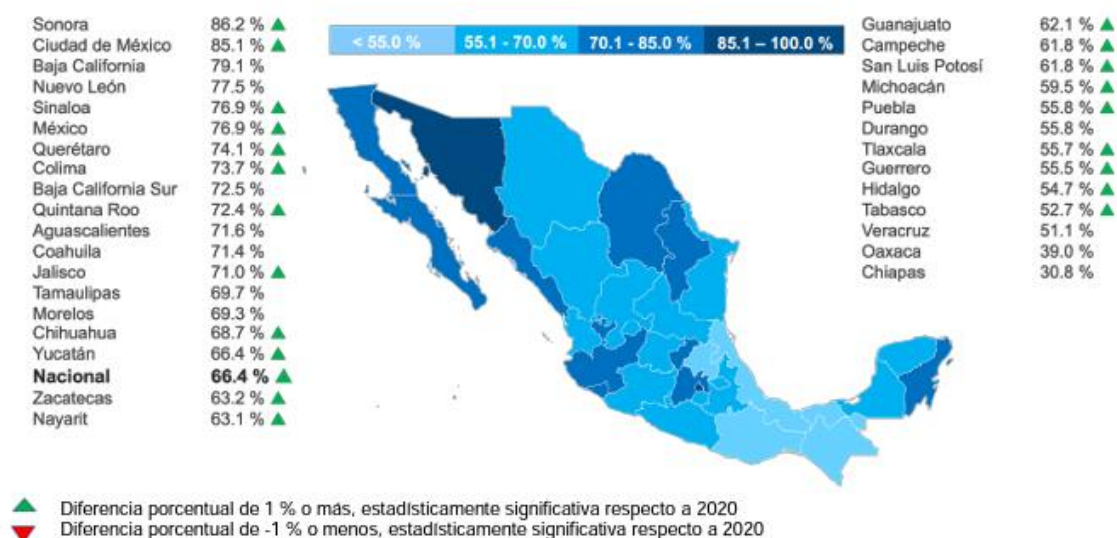 Sonora 86.2 %
Ciudad de México 85.1 %
Baja California 79.1 %
Nuevo León 77.5 %
Sinaloa 76.9 %
México 76.9 %
Querétaro 74.1 %
Colima 73.7 %
Baja California Sur 72.5 %
Quintana Roo 72.4 %
Aguascalientes 71.6 %
Coahuila 71.4 %
Jalisco 71.0 %
Tamaulipas 69.7 %
Morelos 69.3 %
Chihuahua 68.7 %
Yucatán 66.4 %
Nacional 66.4 %
Zacatecas 63.2 %
Nayarit 63.1 %
< 55.0 % 55.1 - 70.0 % 70.1 - 85.0 % 85.1 – 100.0 %
Guanajuato 62.1 %
Campeche 61.8 %
San Luis Potosí 61.8 %
Michoacán 59.5 %
Puebla 55.8 %
Durango 55.8 %
Tlaxcala 55.7 %
Guerrero 55.5 %
Hidalgo 54.7 %
Tabasco 52.7 %
Veracruz 51.1 %
Oaxaca 39.0 %
Chiapas 30.8 %
Diferencia porcentual de 1 % o más, estadísticamente significativa respecto a 2020
Diferencia porcentual de -1 % o menos, estadísticamente significativa respecto a 2020